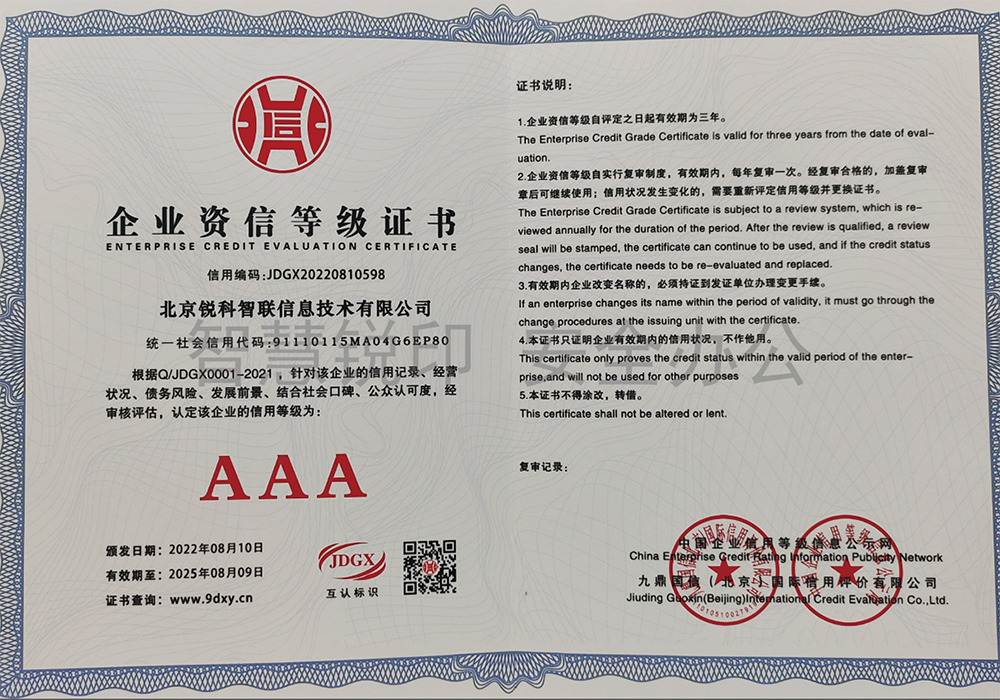 信
企业资信等级证书
ENTERPRISE CREDIT EVALUATION CERTIFICATE
信用编码:JDGX20220810598
北京锐科智联信息技术有限公司
统一社会信用代码:91110115MA04G6EP80
根据Q/JDGX0001-2021，针对该企业的信用记录、经营
状况、债务风险、发展前景、结合社会口碑、公众认可度，经
审核评估，认定该企业的信用等级为：
AAA
颁发日期：2022年08月10日
有效期至：2025年08月09日
证书查询：www.9dxy.cn
JDGX
互认标识
证书说明：
1.企业资信等级自评定之日起有效期为三年。
The Enterprise Credit Grade Certificate is valid for three years from the date of eval-
uation.
2.企业资信等级自实行复审制度，有效期内，每年复审一次。经复审合格的，加盖复审
章后可继续使用；信用状况发生变化的，需要重新评定信用等级并更换证书。
The Enterprise Credit Grade Certificate is subject to a review system, which is re-
viewed annually for the duration of the period. After the review is qualified, a review
seal will be stamped, the certificate can continue to be used, and if the credit status
changes, the certificate needs to be re-evaluated and replaced.
3.有效期内企业改变名称的，必须持证到发证单位办理变更手续。
If an enterprise changes its name within the period of validity, it must go through the
change procedures at the issuing unit with the certificate.
4.本证书只证明企业有效期内的信用状况，不作他用。
This certificate only proves the credit status within the valid period of the enter-
prise,and will not be used for other purposes
5.本证书不得涂改，转借。
This certificate shall not be altered or lent.
复审记录：
中国企业信用等级信息公示网
China Enterprise Credit Rating Information Publicity Network
九鼎国信（北京）国际信用评价有限公司
Jiuding Guoxin(Beijing)International Credit Evaluation Co.,Ltd.
智慧锐印 安全办公